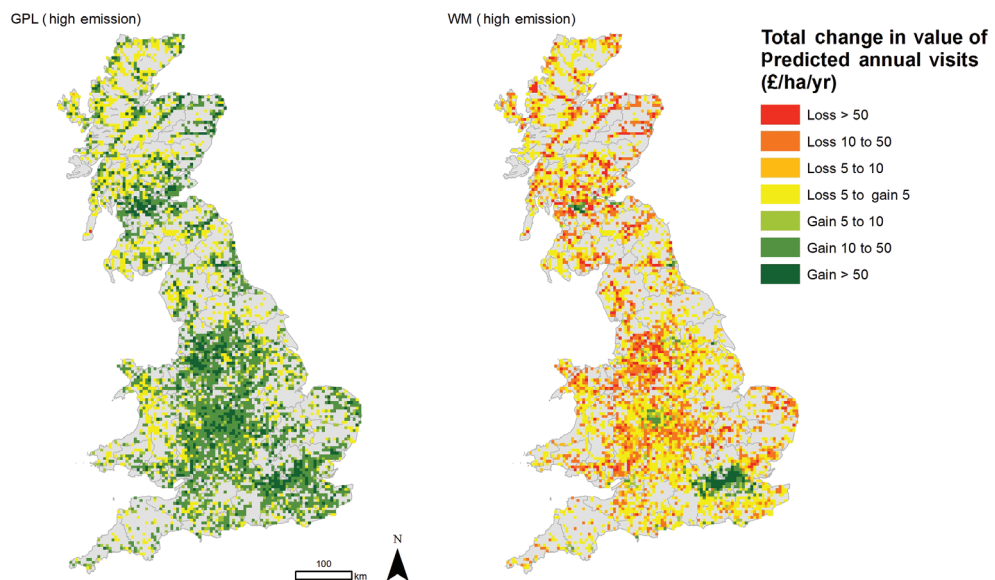 GPL ( high emission)
WM ( high emission)
Total change in value of
Predicted annual visits
(£/ha/yr)
Loss > 50
Loss 10 to 50
Loss 5 to 10
Loss 5 to gain 5
Gain 5 to 10
Gain 10 to 50
Gain > 50
N
100
km